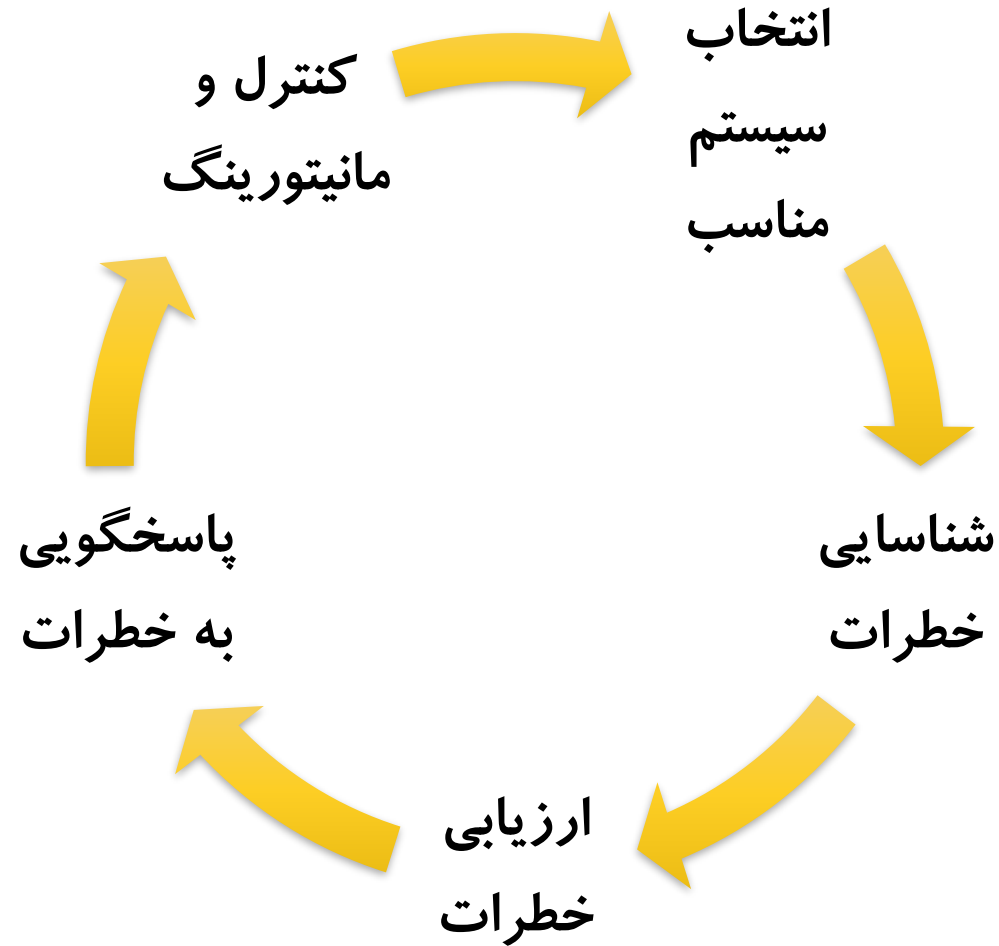 انتخاب
سیستم
مناسب
شناسایی
خطرات
ارزیابی
خطرات
پاسخگویی
به خطرات
کنترل و
مانیتورینگ